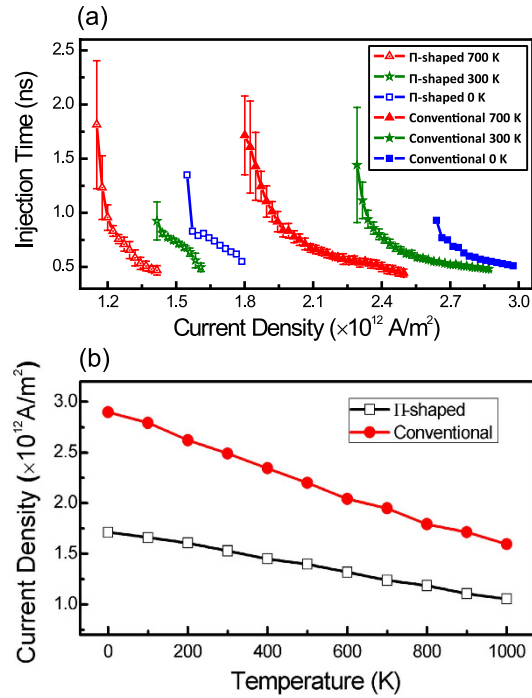 (a)
Injection Time (ns)
2.5
2.0
1.5
1.0
0.5
Π-shaped 700 K
Π-shaped 300 K
Π-shaped 0 K
Conventional 700 K
Conventional 300 K
Conventional 0 K
1.2 1.5 1.8 2.1 2.4 2.7 3.0
Current Density (×10¹² A/m²)
(b)
Current Density (×10¹²A/m²)
3.0
2.5
2.0
1.5
1.0
Π-shaped
Conventional
0 200 400 600 800 1000
Temperature (K)